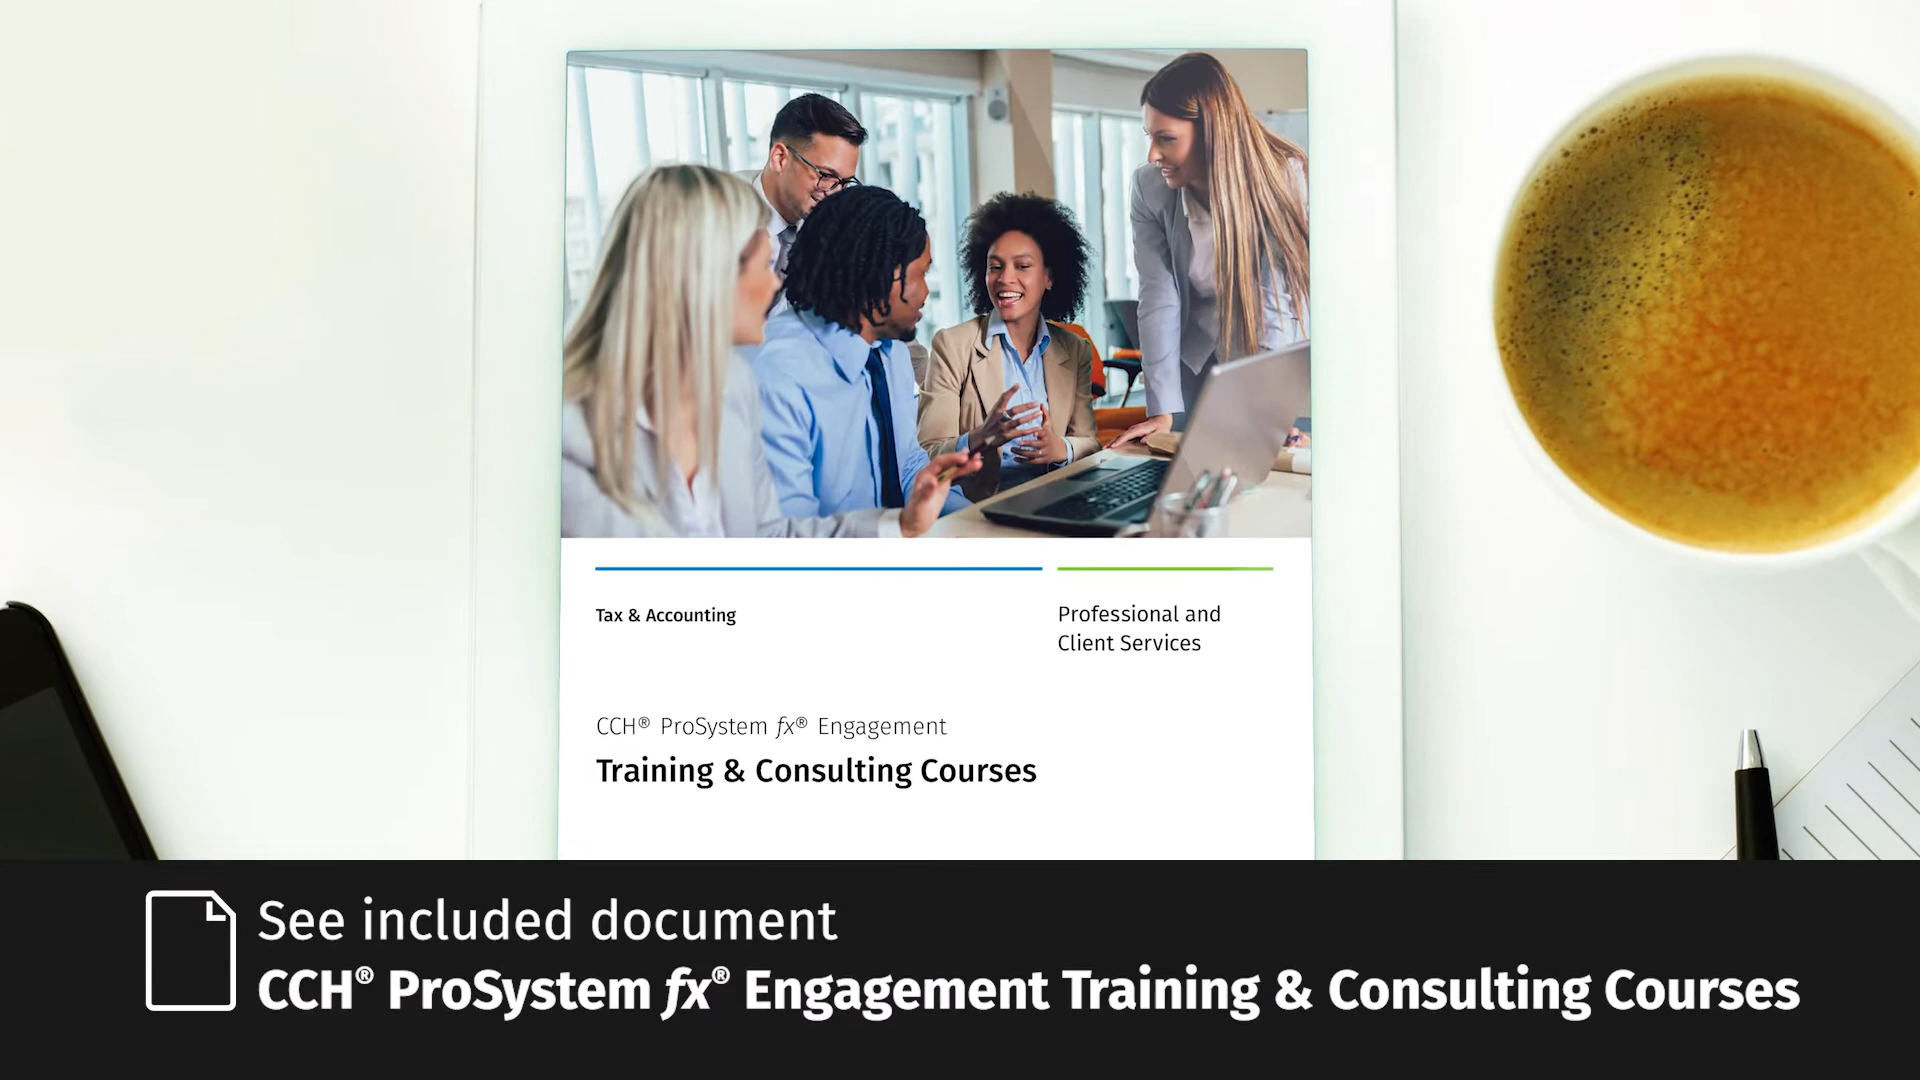 Tax & Accounting
Professional and
Client Services
CCH® ProSystem fx® Engagement
Training & Consulting Courses
See included document
CCH® ProSystem fx® Engagement Training & Consulting Courses